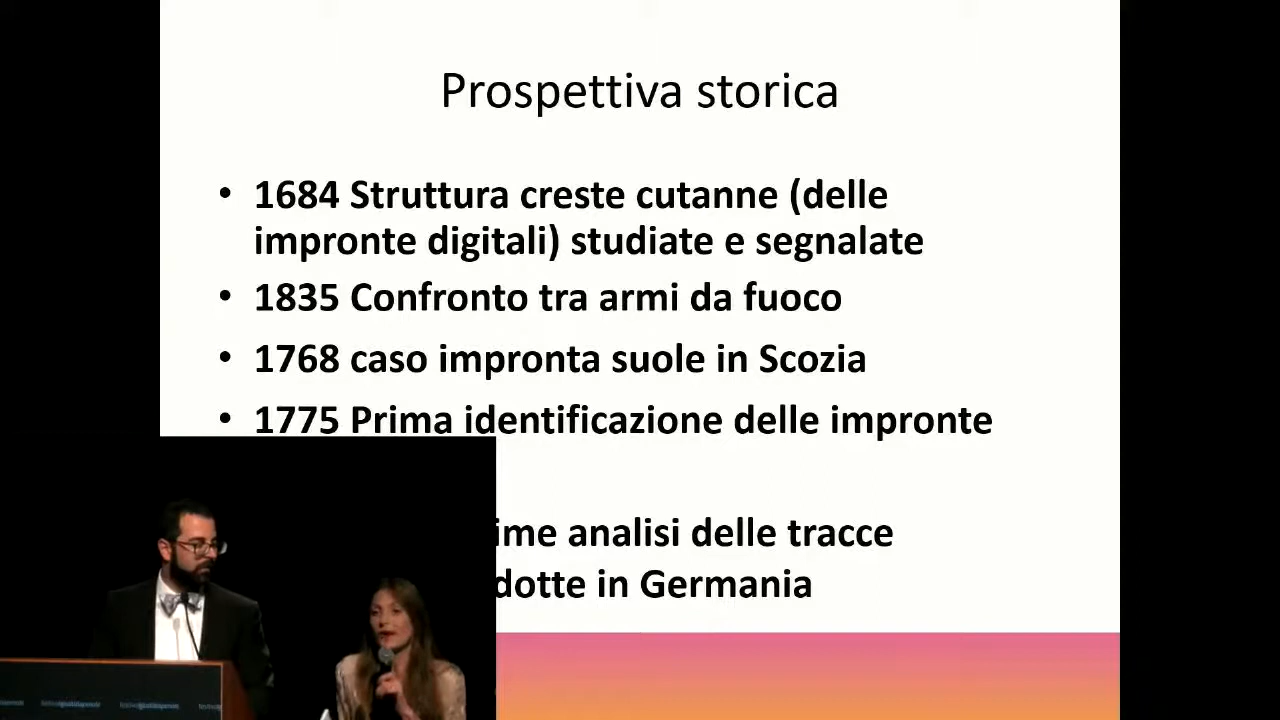 Prospettiva storica
• 1684 Struttura creste cutanne (delle
impronte digitali) studiate e segnalate
• 1835 Confronto tra armi da fuoco
• 1768 caso impronta suole in Scozia
• 1775 Prima identificazione delle impronte
ime analisi delle tracce
dotte in Germania